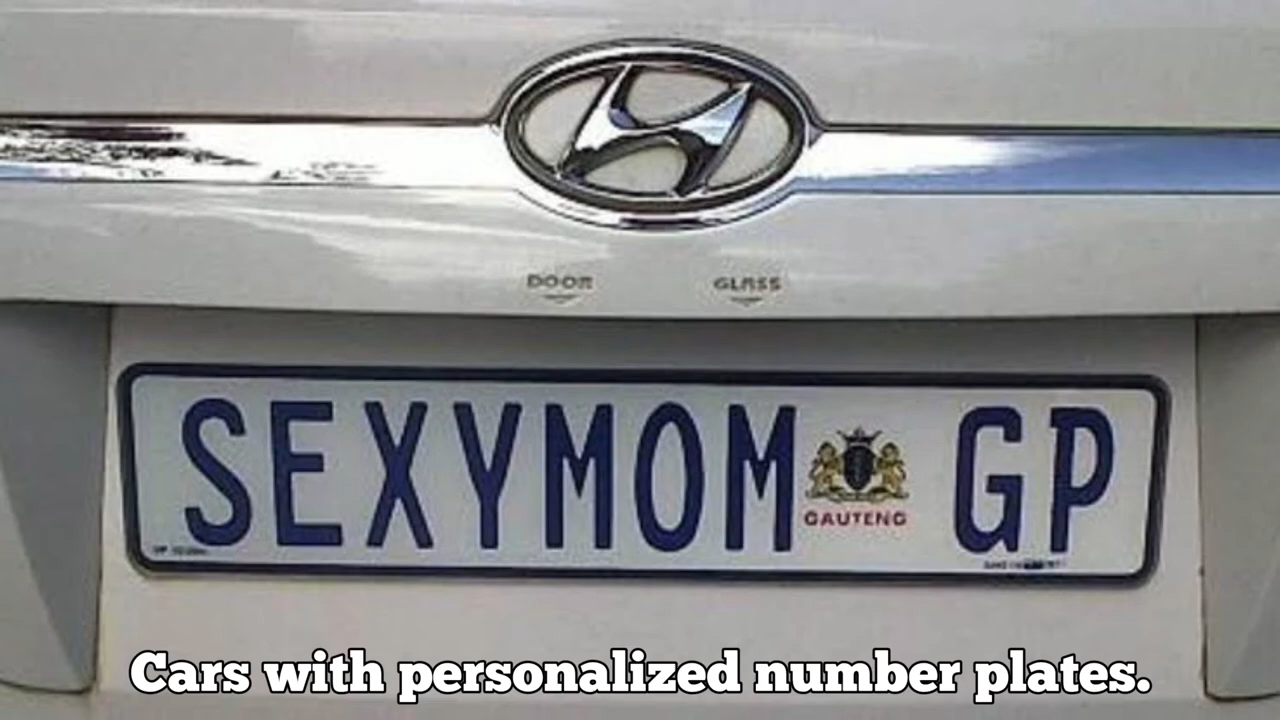 DOOR GLASS
SEXYMOM GP
GAUTENG
Cars with personalized number plates.